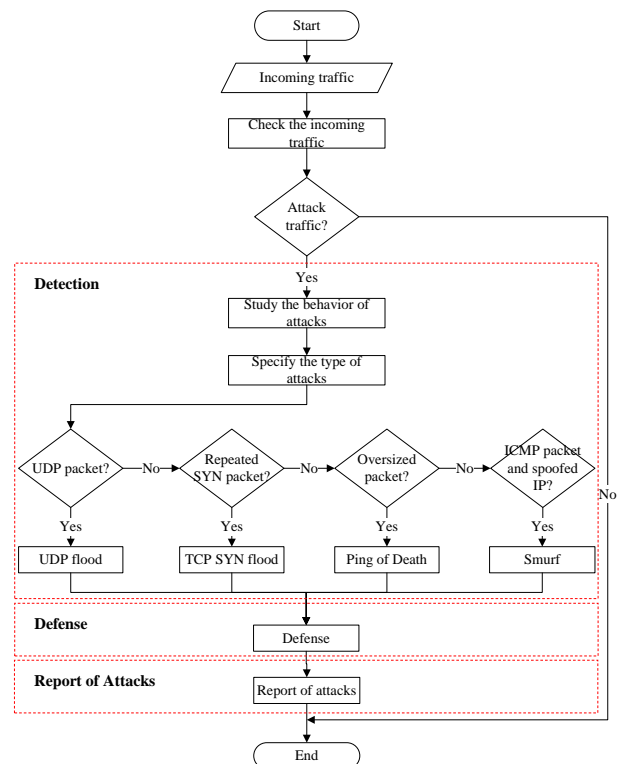 Start
Incoming traffic
Check the incoming
traffic
Attack
traffic?
Yes
Detection
Study the behavior of
attacks
Specify the type of
attacks
UDP packet?
No
Repeated
SYN packet?
No
Oversized
packet?
No
ICMP packet
and spoofed
IP?
No
Yes
Yes
Yes
Yes
UDP flood
TCP SYN flood
Ping of Death
Smurf
Defense
Defense
Report of Attacks
Report of attacks
End